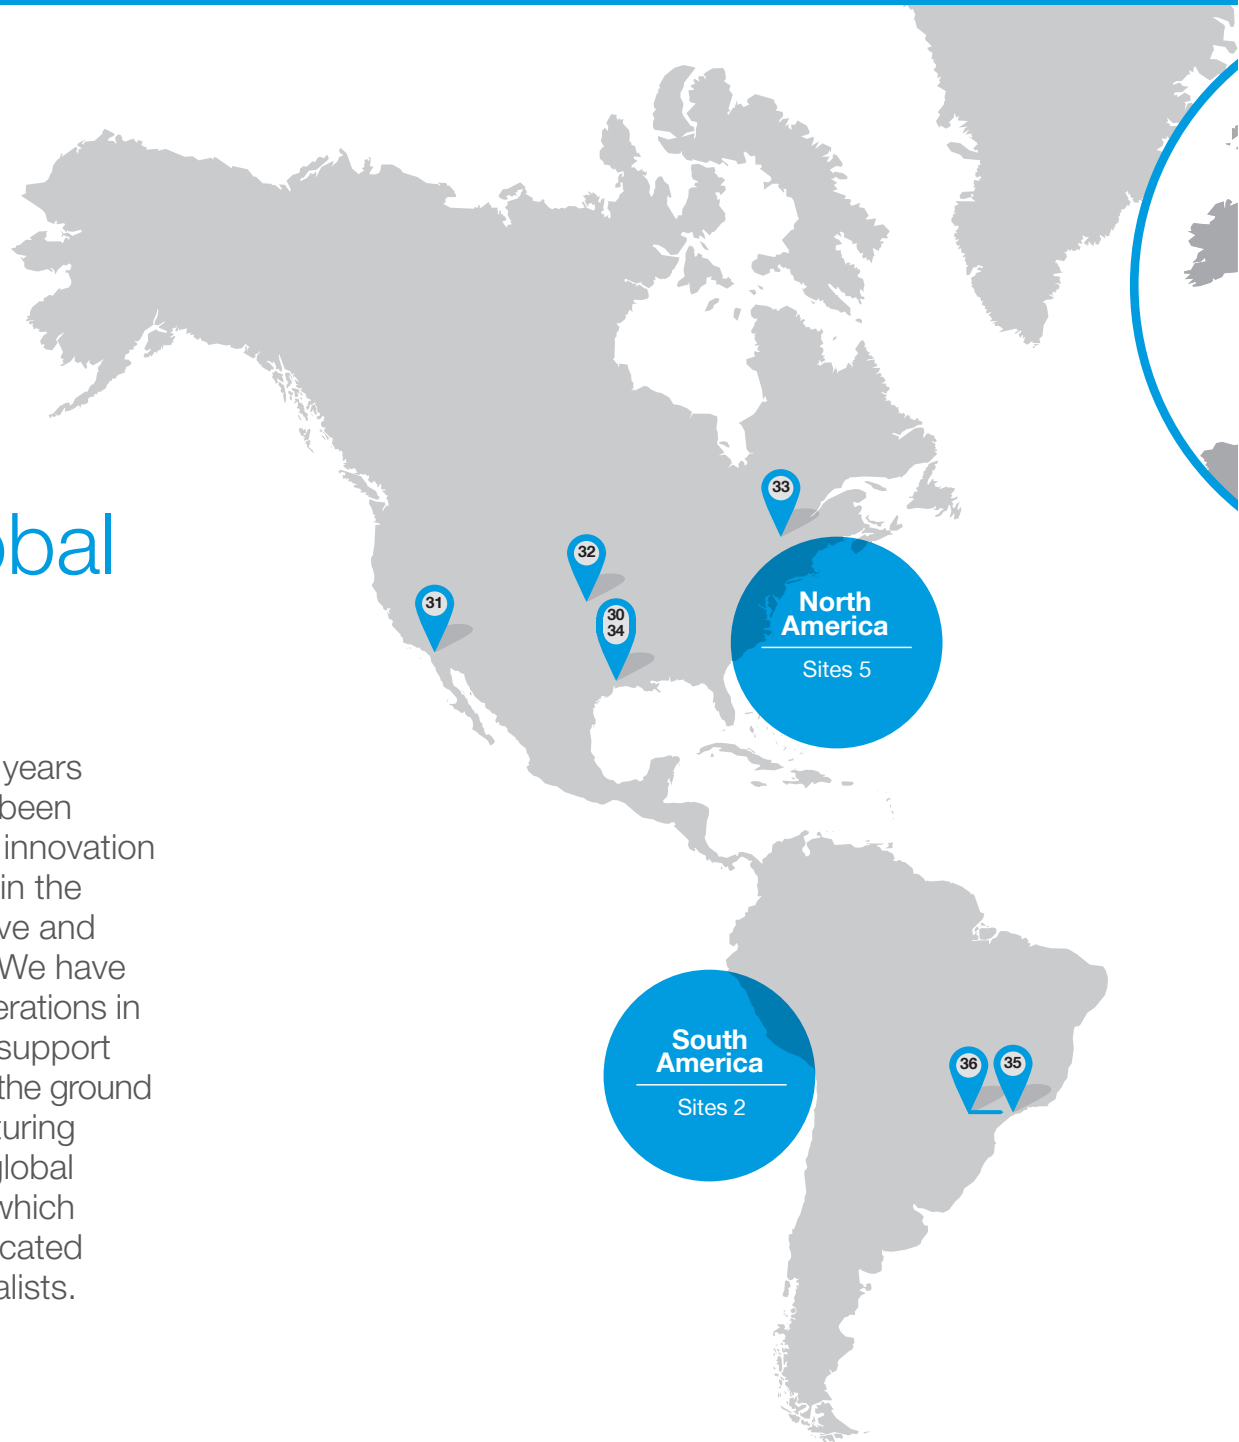 bal
years
been
innovation
in the
ve and
We have
erations in
support
the ground
turing
global
which
cated
alists.
33
32
31
30
34
North
America
Sites 5
South
America
Sites 2
36
35